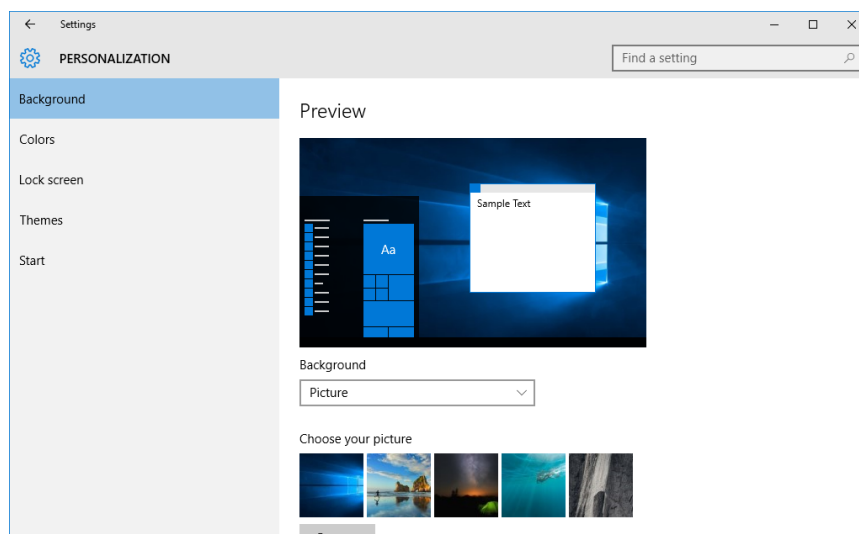 Settings
PERSONALIZATION
Find a setting
Background
Colors
Lock screen
Themes
Start
Preview
Sample Text
Aa
Background
Picture
Choose your picture